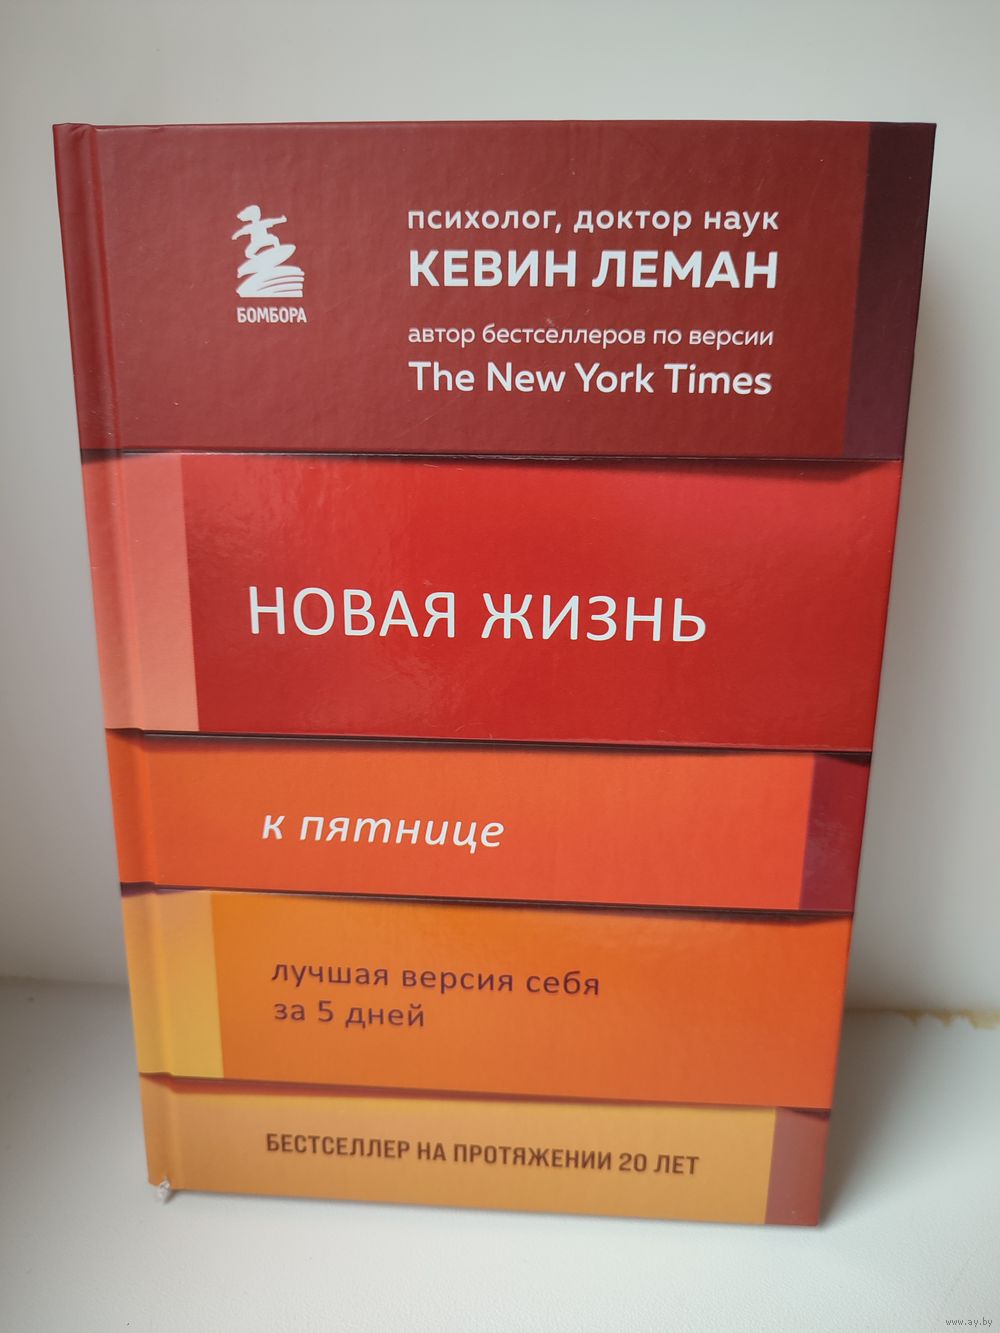 БОМБОРА
психолог, доктор наук
КЕВИН ЛЕМАН
автор бестселлеров по версии
The New York Times
НОВАЯ ЖИЗНЬ
к пятнице
лучшая версия себя
за 5 дней
БЕСТСЕЛЛЕР НА ПРОТЯЖЕНИИ 20 ЛЕТ
www.ay.by